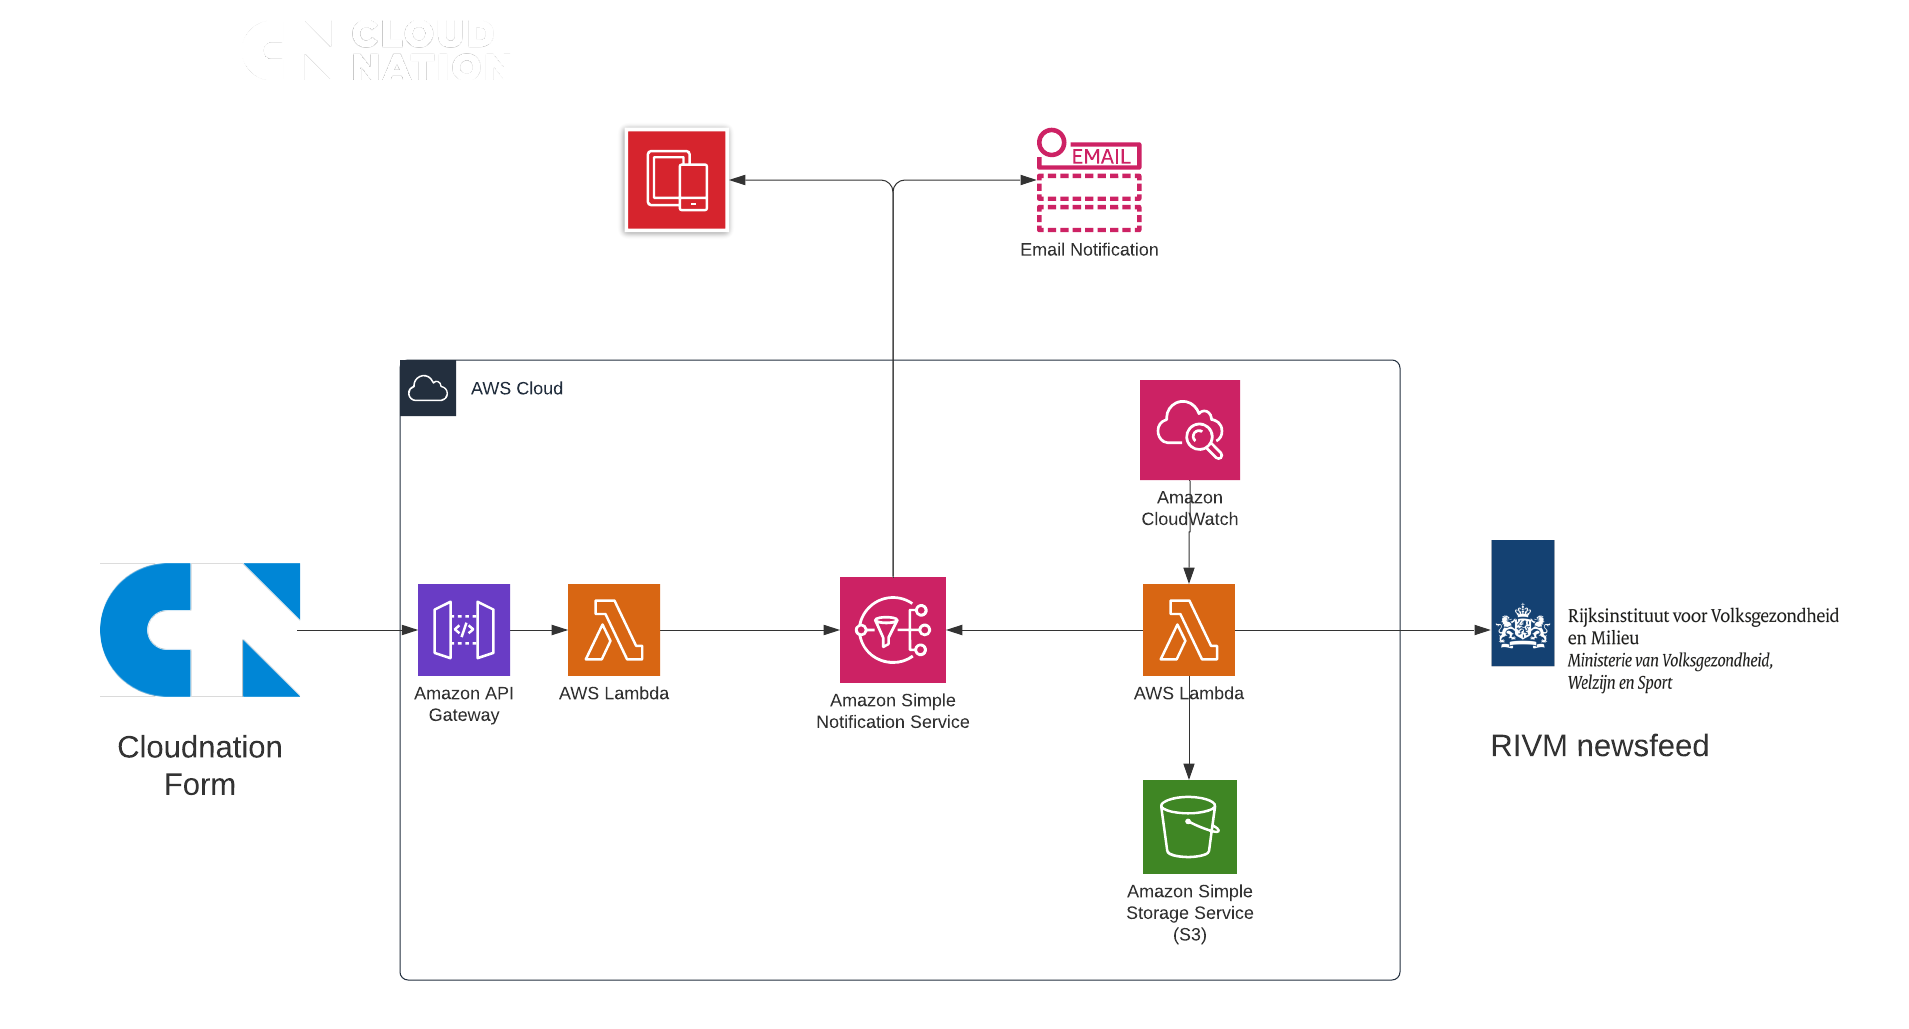 CLOUD
NATION
EMAIL
Email Notification
AWS Cloud
Amazon
CloudWatch
Amazon API
Gateway
AWS Lambda
Amazon Simple
Notification Service
AWS Lambda
Rijksinstituut voor Volksgezondheid
en Milieu
Ministerie van Volksgezondheid,
Welzijn en Sport
Cloudnation
Form
RIVM newsfeed
Amazon Simple
Storage Service
(S3)